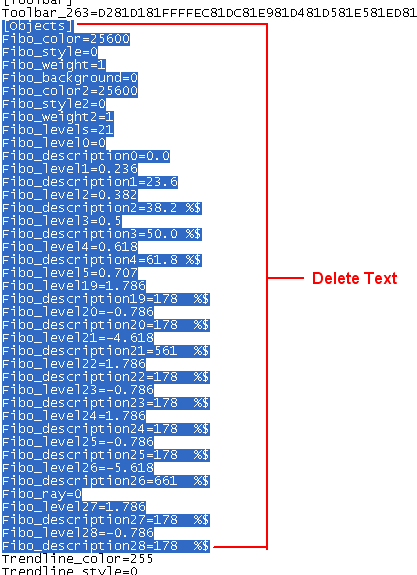 [Toolbar]
Toolbar_263=D281D181FFFFEC81DC81E981D481D581E581ED81
[Objects]
Fibo_color=25600
Fibo_style=0
Fibo_weight=1
Fibo_background=0
Fibo_color2=25600
Fibo_style2=0
Fibo_weight2=1
Fibo_levels=21
Fibo_level0=0
Fibo_description0=0.0
Fibo_level1=0.236
Fibo_description1=23.6
Fibo_level2=0.382
Fibo_description2=38.2 %$
Fibo_level3=0.5
Fibo_description3=50.0 %$
Fibo_level4=0.618
Fibo_description4=61.8 %$
Fibo_level5=0.707
Fibo_level19=1.786
Fibo_description19=178  %$
Fibo_level20=-0.786
Fibo_description20=178  %$
Fibo_level21=-4.618
Fibo_description21=561  %$
Fibo_level22=1.786
Fibo_description22=178  %$
Fibo_level23=-0.786
Fibo_description23=178  %$
Fibo_level24=1.786
Fibo_description24=178  %$
Fibo_level25=-0.786
Fibo_description25=178  %$
Fibo_level26=-5.618
Fibo_description26=661  %$
Fibo_ray=0
Fibo_level27=1.786
Fibo_description27=178  %$
Fibo_level28=-0.786
Fibo_description28=178  %$
Trendline_color=255
Trendline_style=0
Delete Text